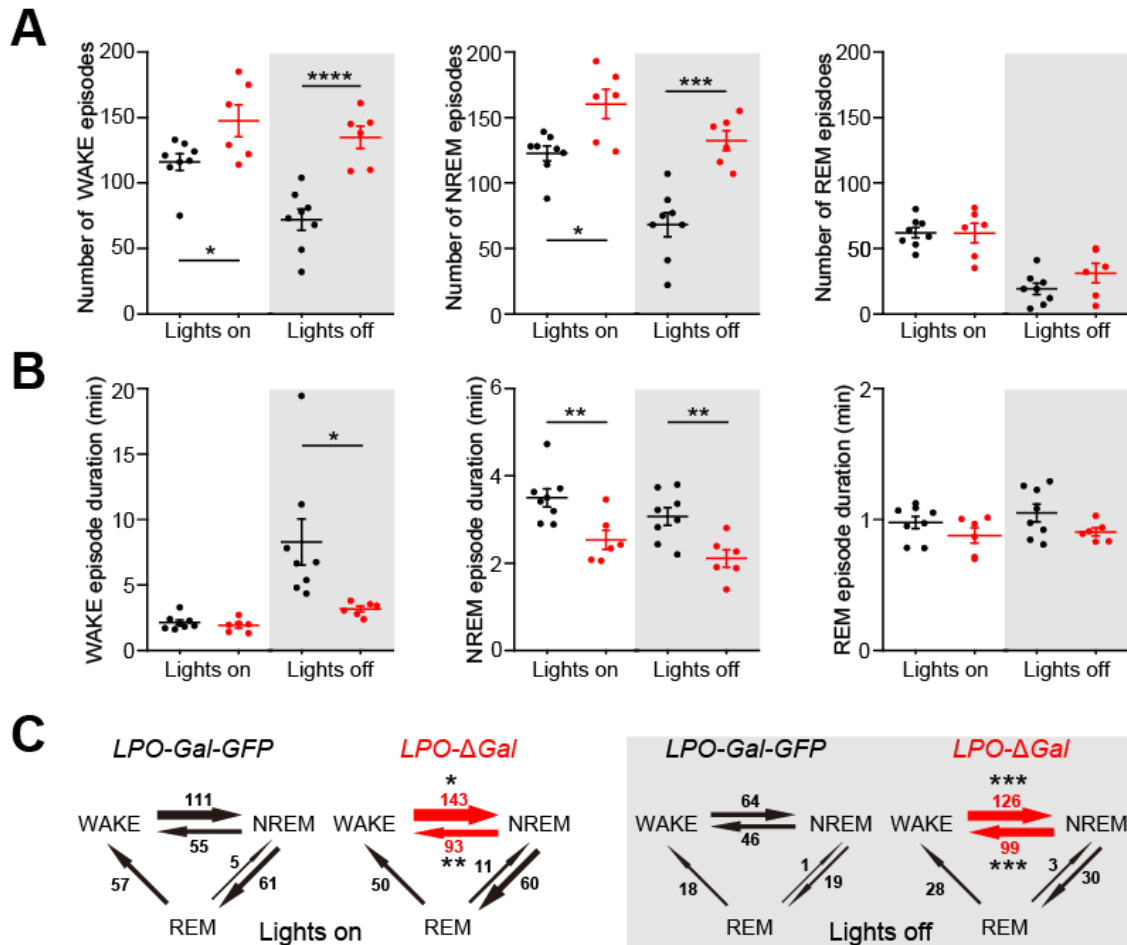 A
Number of WAKE episodes
200
150
100
50
0
****
*
Lights on
Lights off
Number of NREM episodes
200
150
100
50
0
***
*
Lights on
Lights off
Number of REM episdoes
200
150
100
50
0
Lights on
Lights off
B
WAKE episode duration (min)
20
15
10
5
0
*
Lights on
Lights off
NREM episode duration (min)
6
4
2
0
**
**
Lights on
Lights off
REM episode duration (min)
2
1
0
Lights on
Lights off
C
LPO-Gal-GFP
111
WAKE
NREM
55
5
57
61
REM
LPO-ΔGal
*
143
WAKE
NREM
93
**
11
50
60
REM
Lights on
LPO-Gal-GFP
64
WAKE
NREM
46
1
18
19
REM
LPO-ΔGal
***
126
WAKE
NREM
99
***
3
28
30
REM
Lights off